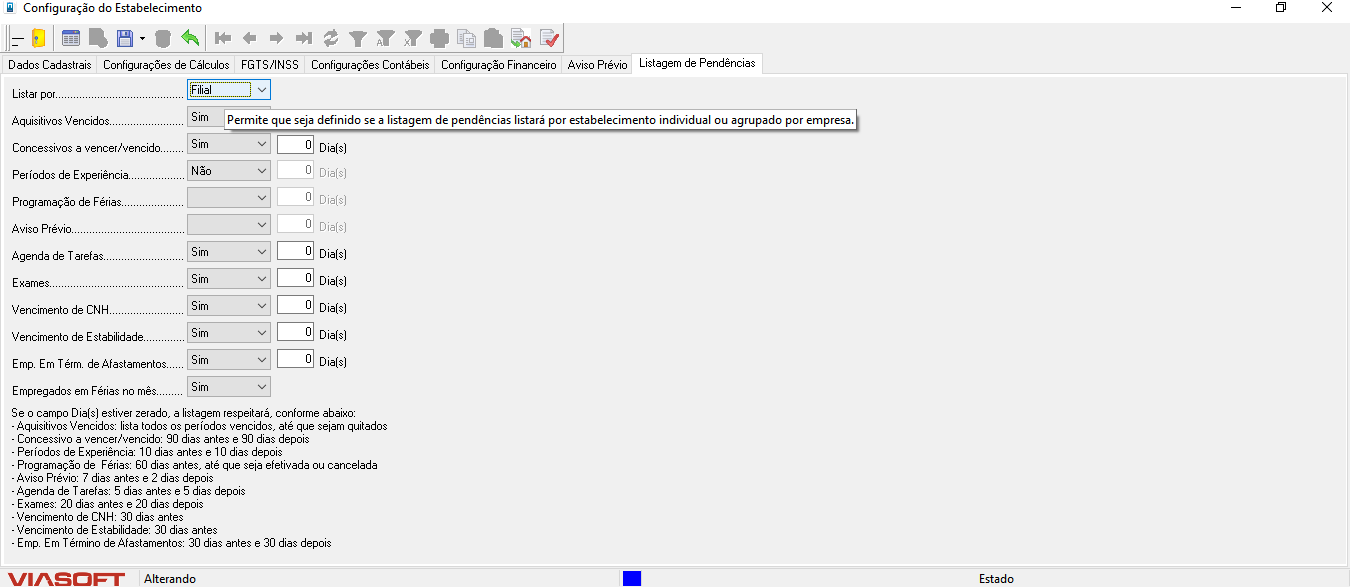 Configuração do Estabelecimento
Dados Cadastrais Configurações de Cálculos FGTS/INSS Configurações Contábeis Configuração Financeiro Aviso Prévio Listagem de Pendências
Listar por........................................... Filial
Aquisitivos Vencidos......................... Sim
Permite que seja definido se a listagem de pendências listará por estabelecimento individual ou agrupado por empresa.
Concessivos a vencer/vencido........ Sim 0 Dia(s)
Períodos de Experiência................... Não 0 Dia(s)
Programação de Férias..................... 0 Dia(s)
Aviso Prévio...................................... 0 Dia(s)
Agenda de Tarefas........................... Sim 0 Dia(s)
Exames............................................. Sim 0 Dia(s)
Vencimento de CNH......................... Sim 0 Dia(s)
Vencimento de Estabilidade.............. Sim 0 Dia(s)
Emp. Em Térm. de Afastamentos...... Sim 0 Dia(s)
Empregados em Férias no mês......... Sim
Se o campo Dia(s) estiver zerado, a listagem respeitará, conforme abaixo:
- Aquisitivos Vencidos: lista todos os períodos vencidos, até que sejam quitados
- Concessivo a vencer/vencido: 90 dias antes e 90 dias depois
- Períodos de Experiência: 10 dias antes e 10 dias depois
- Programação de Férias: 60 dias antes, até que seja efetivada ou cancelada
- Aviso Prévio: 7 dias antes e 2 dias depois
- Agenda de Tarefas: 5 dias antes e 5 dias depois
- Exames: 20 dias antes e 20 dias depois
- Vencimento de CNH: 30 dias antes
- Vencimento de Estabilidade: 30 dias antes
- Emp. Em Término de Afastamentos: 30 dias antes e 30 dias depois
VIASOFT Alterando Estado